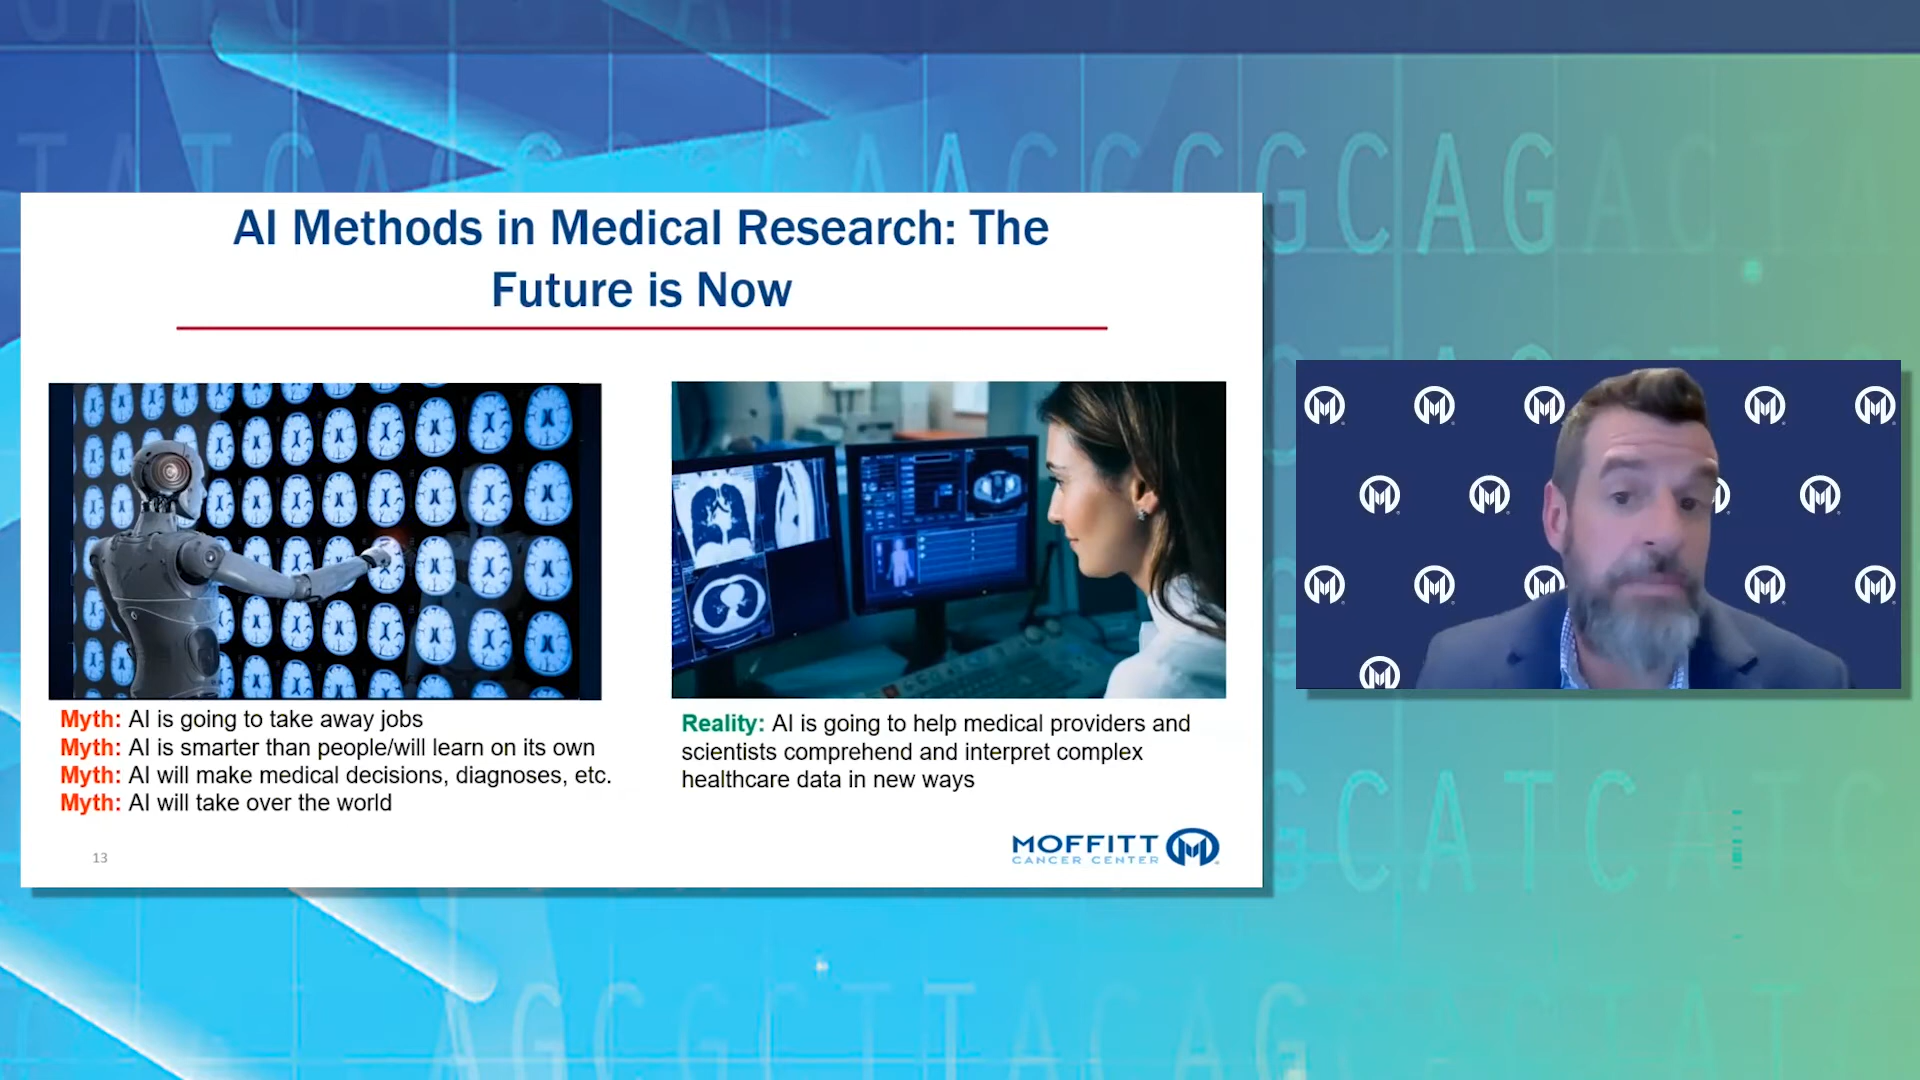 AI Methods in Medical Research: The
Future is Now
Myth: AI is going to take away jobs
Myth: AI is smarter than people/will learn on its own
Myth: AI will make medical decisions, diagnoses, etc.
Myth: AI will take over the world
Reality: AI is going to help medical providers and
scientists comprehend and interpret complex
healthcare data in new ways
13
MOFFITT
CANCER CENTER
GCAG
GCATC
AGCGCTTACAG